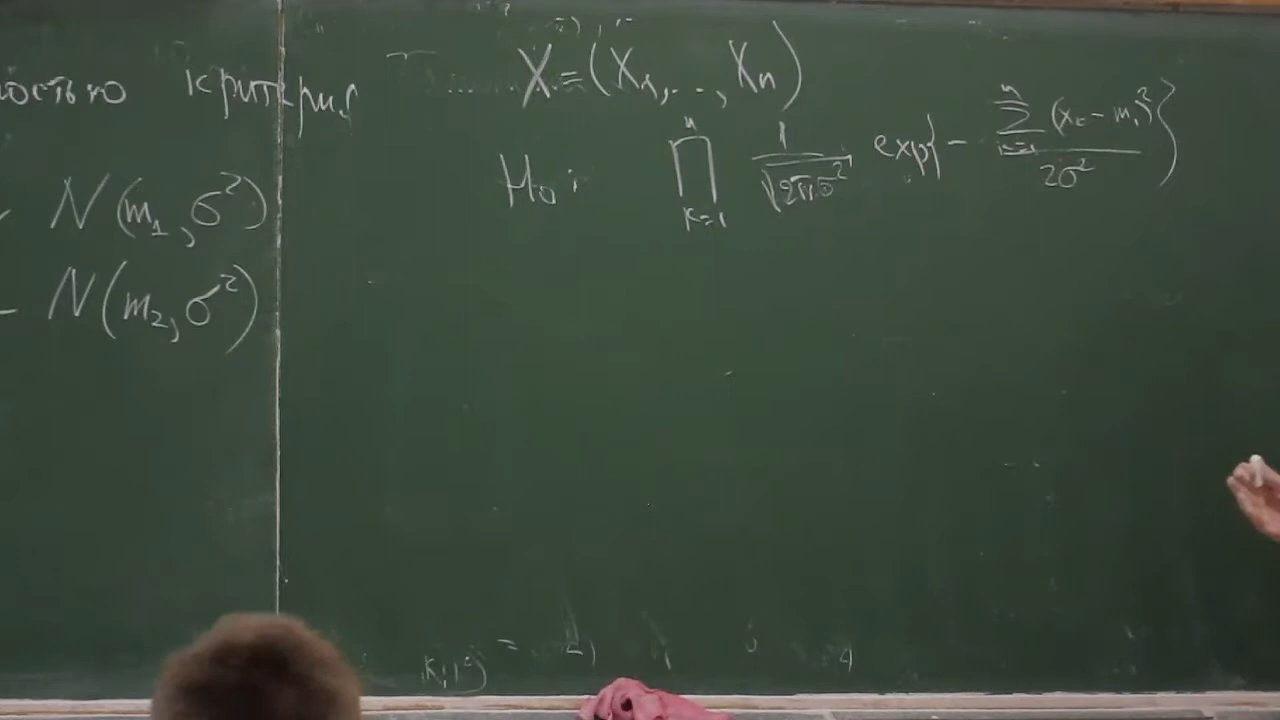 критерия
N(m₁, σ²)
– N(m₂, σ²)
X = (X₁, ..., Xₙ)
H₀: ∏ₖ₌₁ⁿ 1/√(2πσ²) exp{ – ∑ₖ₌₁ⁿ (xₖ – m₁)² / 2σ² }